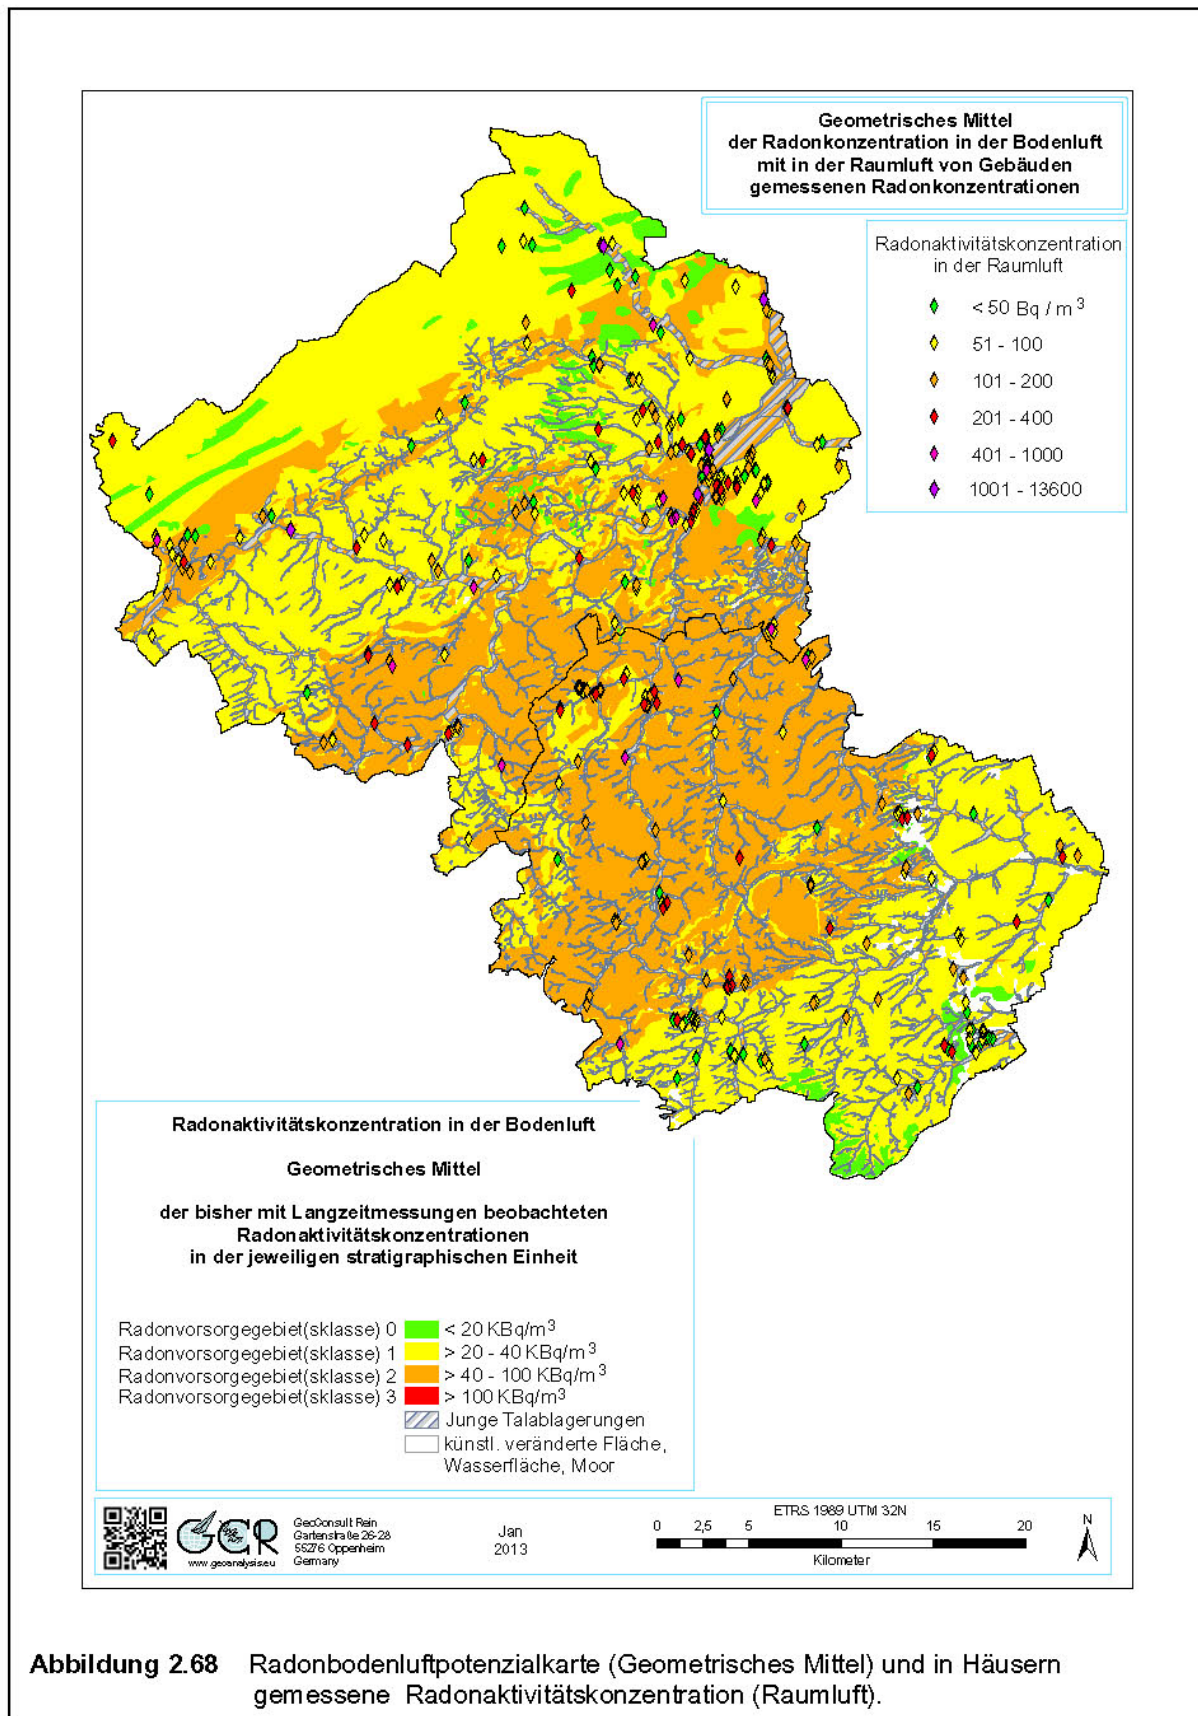 Geometrisches Mittel
der Radonkonzentration in der Bodenluft
mit in der Raumluft von Gebäuden
gemessenen Radonkonzentrationen
Radonaktivitätskonzentration
in der Raumluft
< 50 Bq / m³
51 - 100
101 - 200
201 - 400
401 - 1000
1001 - 13600
Radonaktivitätskonzentration in der Bodenluft
Geometrisches Mittel
der bisher mit Langzeitmessungen beobachteten
Radonaktivitätskonzentrationen
in der jeweiligen stratigraphischen Einheit
Radonvorsorgegebiet(sklasse) 0 < 20 KBq/m³
Radonvorsorgegebiet(sklasse) 1 > 20 - 40 KBq/m³
Radonvorsorgegebiet(sklasse) 2 > 40 - 100 KBq/m³
Radonvorsorgegebiet(sklasse) 3 > 100 KBq/m³
Junge Talablagerungen
künstl. veränderte Fläche,
Wasserfläche, Moor
GCR
www.geoanalysis.eu
GeoConsult Rein
Gartenstraße 26-28
55276 Oppenheim
Germany
Jan
2013
ETRS 1989 UTM 32N
0 2,5 5 10 15 20
Kilometer
N
Abbildung 2.68 Radonbodenluftpotenzialkarte (Geometrisches Mittel) und in Häusern
gemessene Radonaktivitätskonzentration (Raumluft).